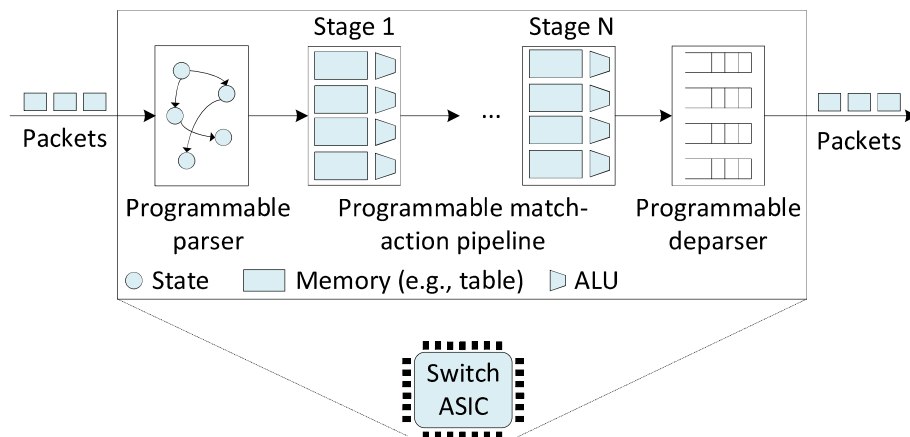 Stage 1
Stage N
...
Packets
Packets
Programmable
parser
Programmable match-
action pipeline
Programmable
deparser
State
Memory (e.g., table)
ALU
Switch
ASIC